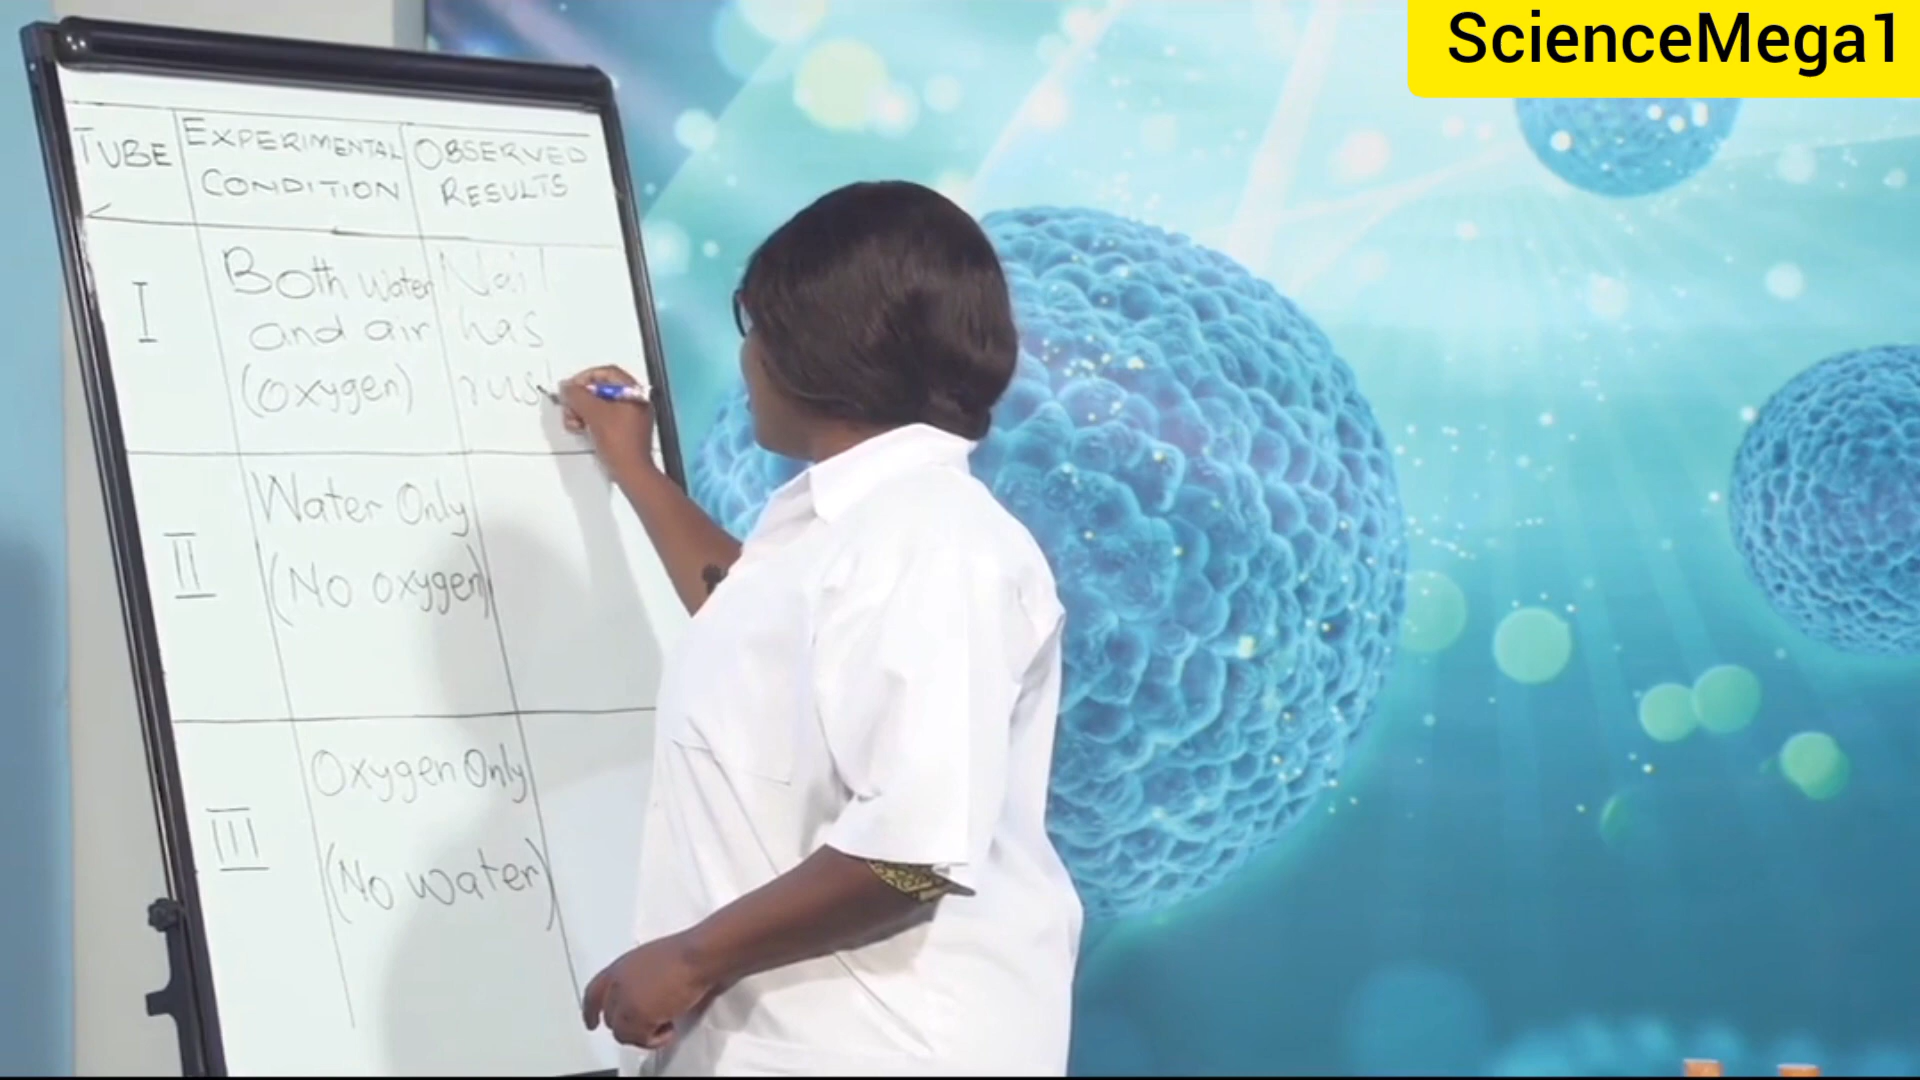 ScienceMega1
TUBE
EXPERIMENTAL
CONDITION
OBSERVED
RESULTS
I
Both water
and air
(oxygen)
Nail
has
rust
II
Water Only
(No oxygen)
III
Oxygen Only
(No water)